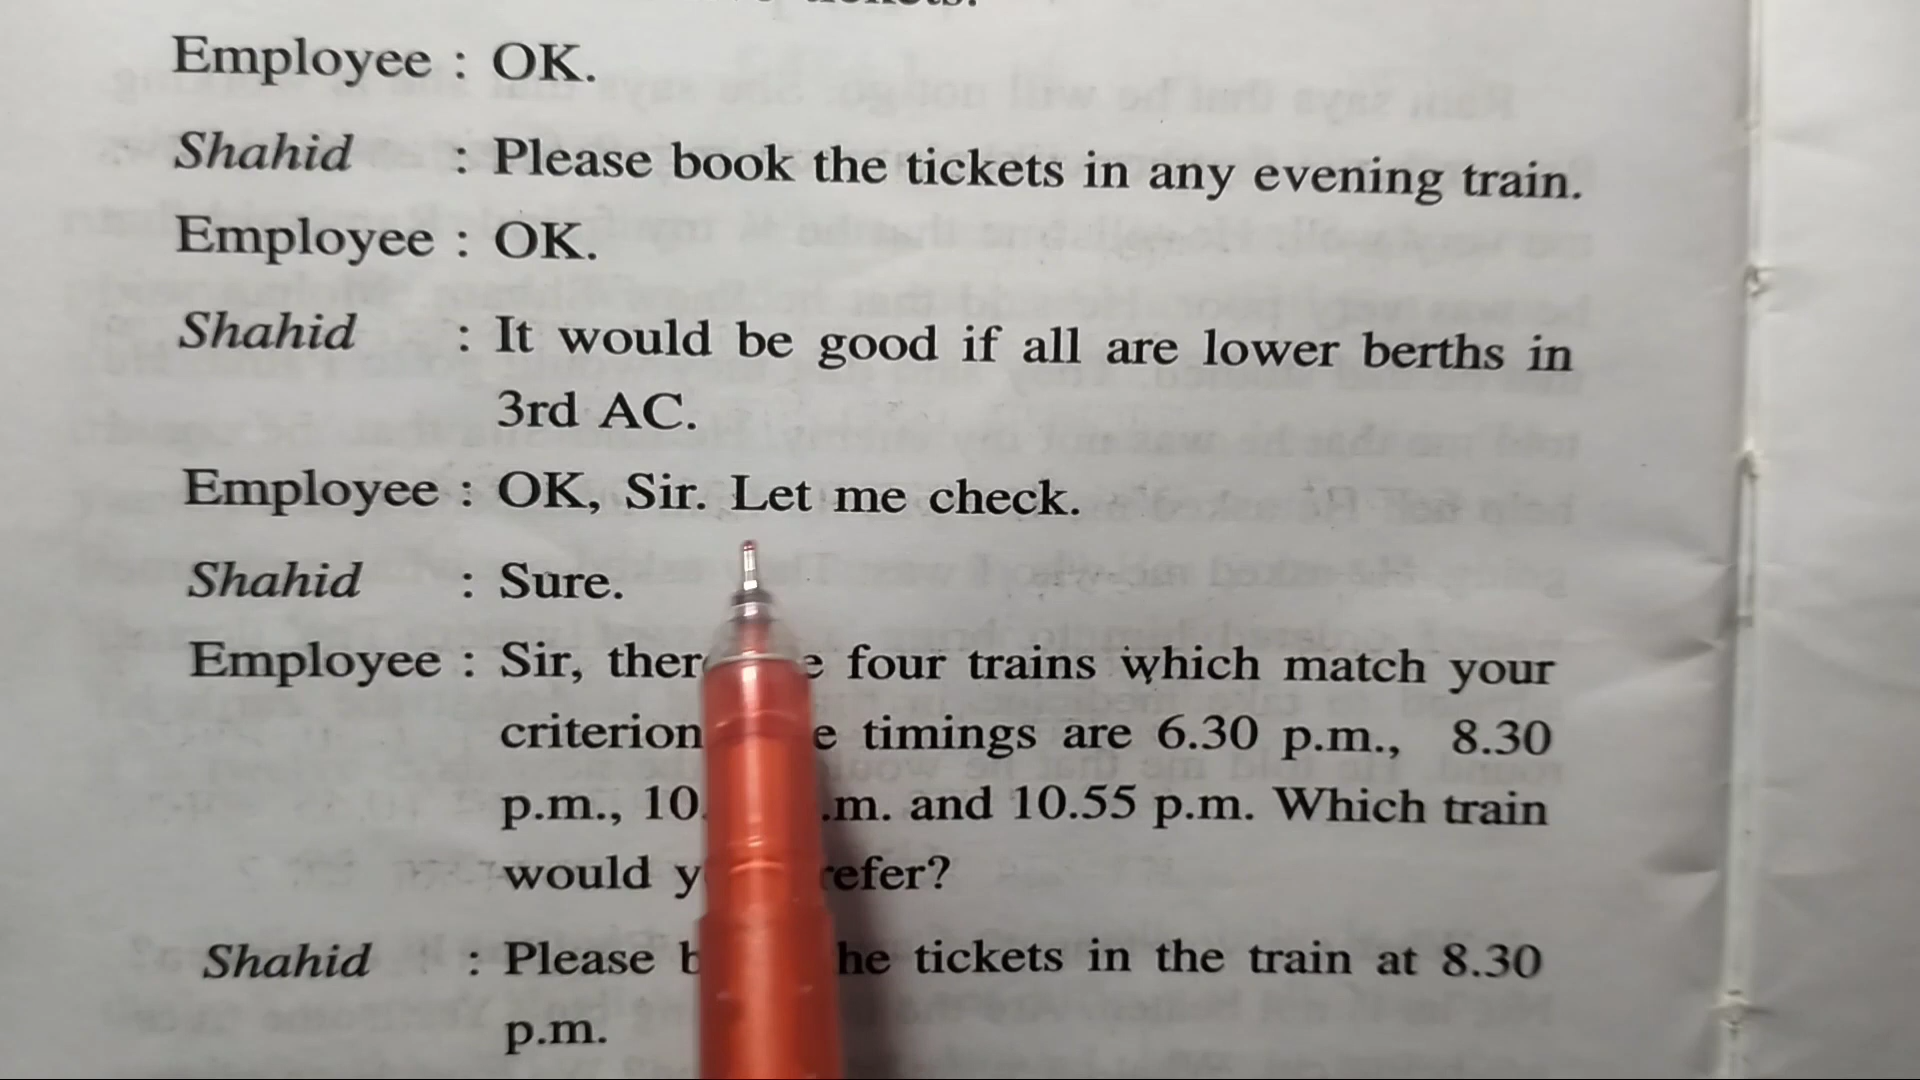 tickets.
Employee : OK.
Shahid : Please book the tickets in any evening train.
Employee : OK.
Shahid : It would be good if all are lower berths in
3rd AC.
Employee : OK, Sir. Let me check.
Shahid : Sure.
Employee : Sir, four trains which match your
criterion timings are 6.30 p.m., 8.30
p.m., 10. .m. and 10.55 p.m. Which train
would
Shahid : Please tickets in the train at 8.30
p.m.